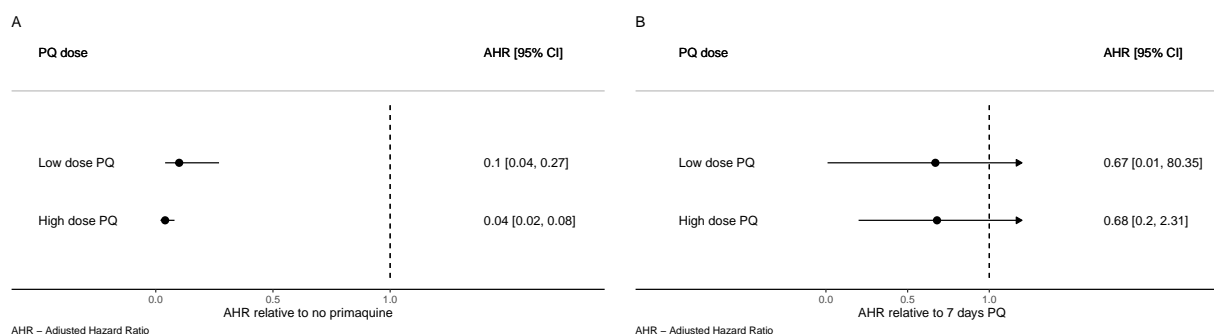 A
PQ dose AHR [95% CI]
Low dose PQ 0.1 [0.04, 0.27]
High dose PQ 0.04 [0.02, 0.08]
0.0 0.5 1.0
AHR relative to no primaquine
AHR − Adjusted Hazard Ratio
B
PQ dose AHR [95% CI]
Low dose PQ 0.67 [0.01, 80.35]
High dose PQ 0.68 [0.2, 2.31]
0.0 0.5 1.0
AHR relative to 7 days PQ
AHR − Adjusted Hazard Ratio